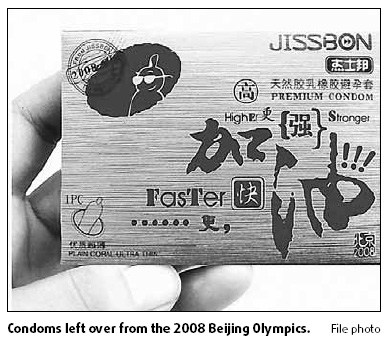 JISSBON
杰士邦
2008
高 天然胶乳橡胶避孕套
PREMIUM CONDOM
HighEr 更{强} Stronger
加油!!!
FasTer 快
......更，
1PC
PLAIN CORAL ULTRA THIN
北京
2008
Condoms left over from the 2008 Beijing Olympics. File photo